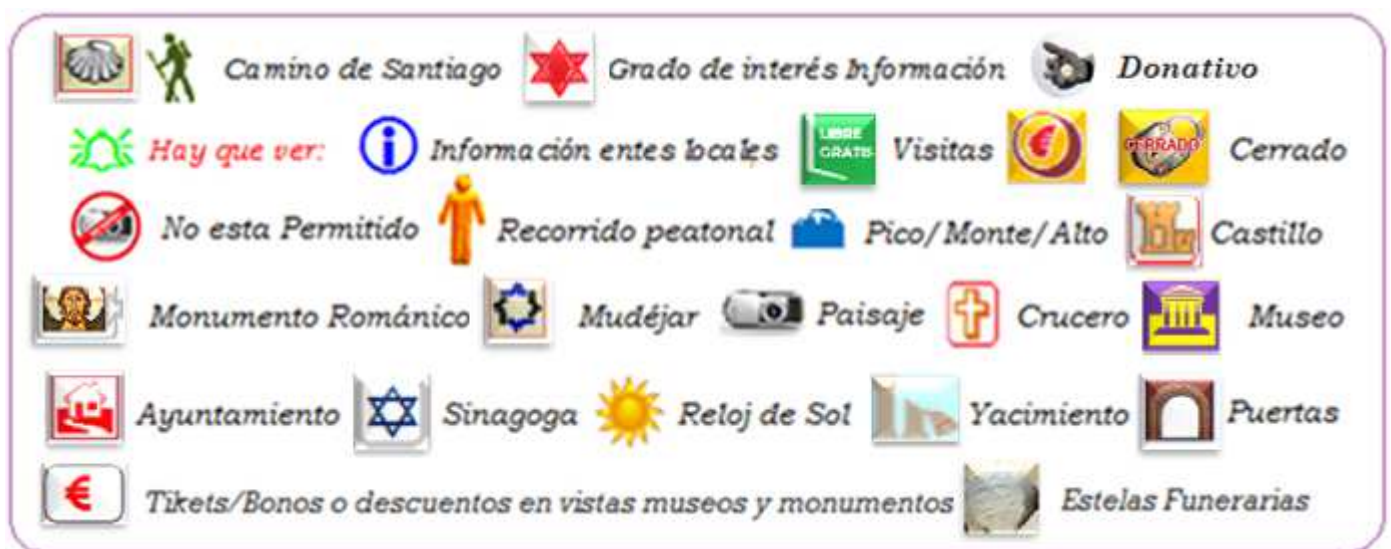 Camino de Santiago Grado de interés Información Donativo
Hay que ver: i Información entes locales LIBRE GRATIS Visitas € CERRADO Cerrado
No esta Permitido Recorrido peatonal Pico/Monte/Alto Castillo
Monumento Románico Mudéjar Paisaje Crucero Museo
Ayuntamiento Sinagoga Reloj de Sol Yacimiento Puertas
€ Tikets/Bonos o descuentos en vistas museos y monumentos Estelas Funerarias